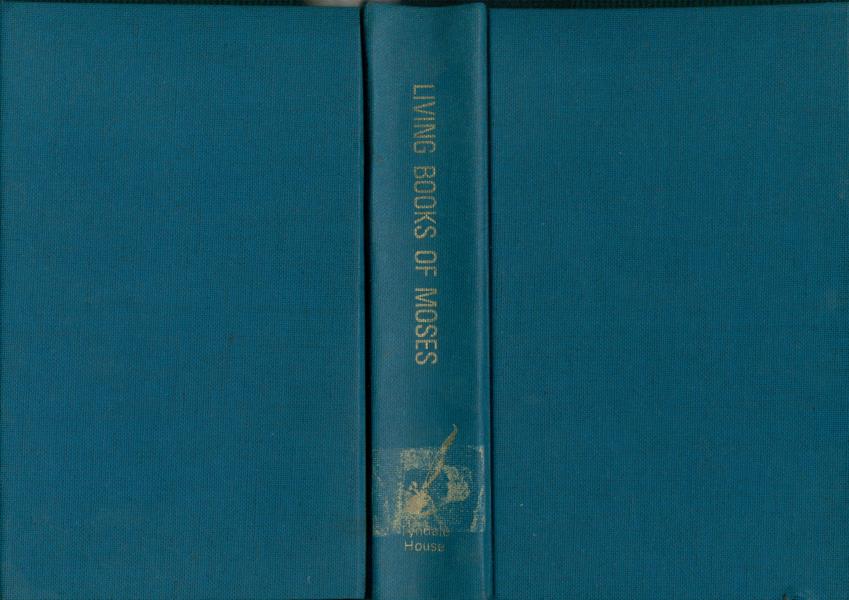 LIVING BOOKS OF MOSES
Tyndale
House